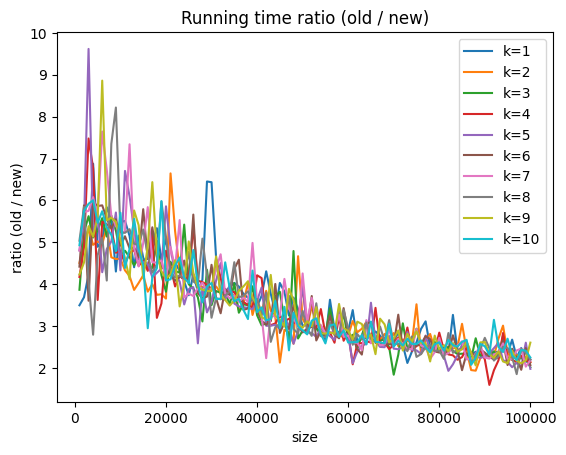 Running time ratio (old / new)
10
9
8
7
6
5
4
3
2
ratio (old / new)
k=1
k=2
k=3
k=4
k=5
k=6
k=7
k=8
k=9
k=10
0 20000 40000 60000 80000 100000
size